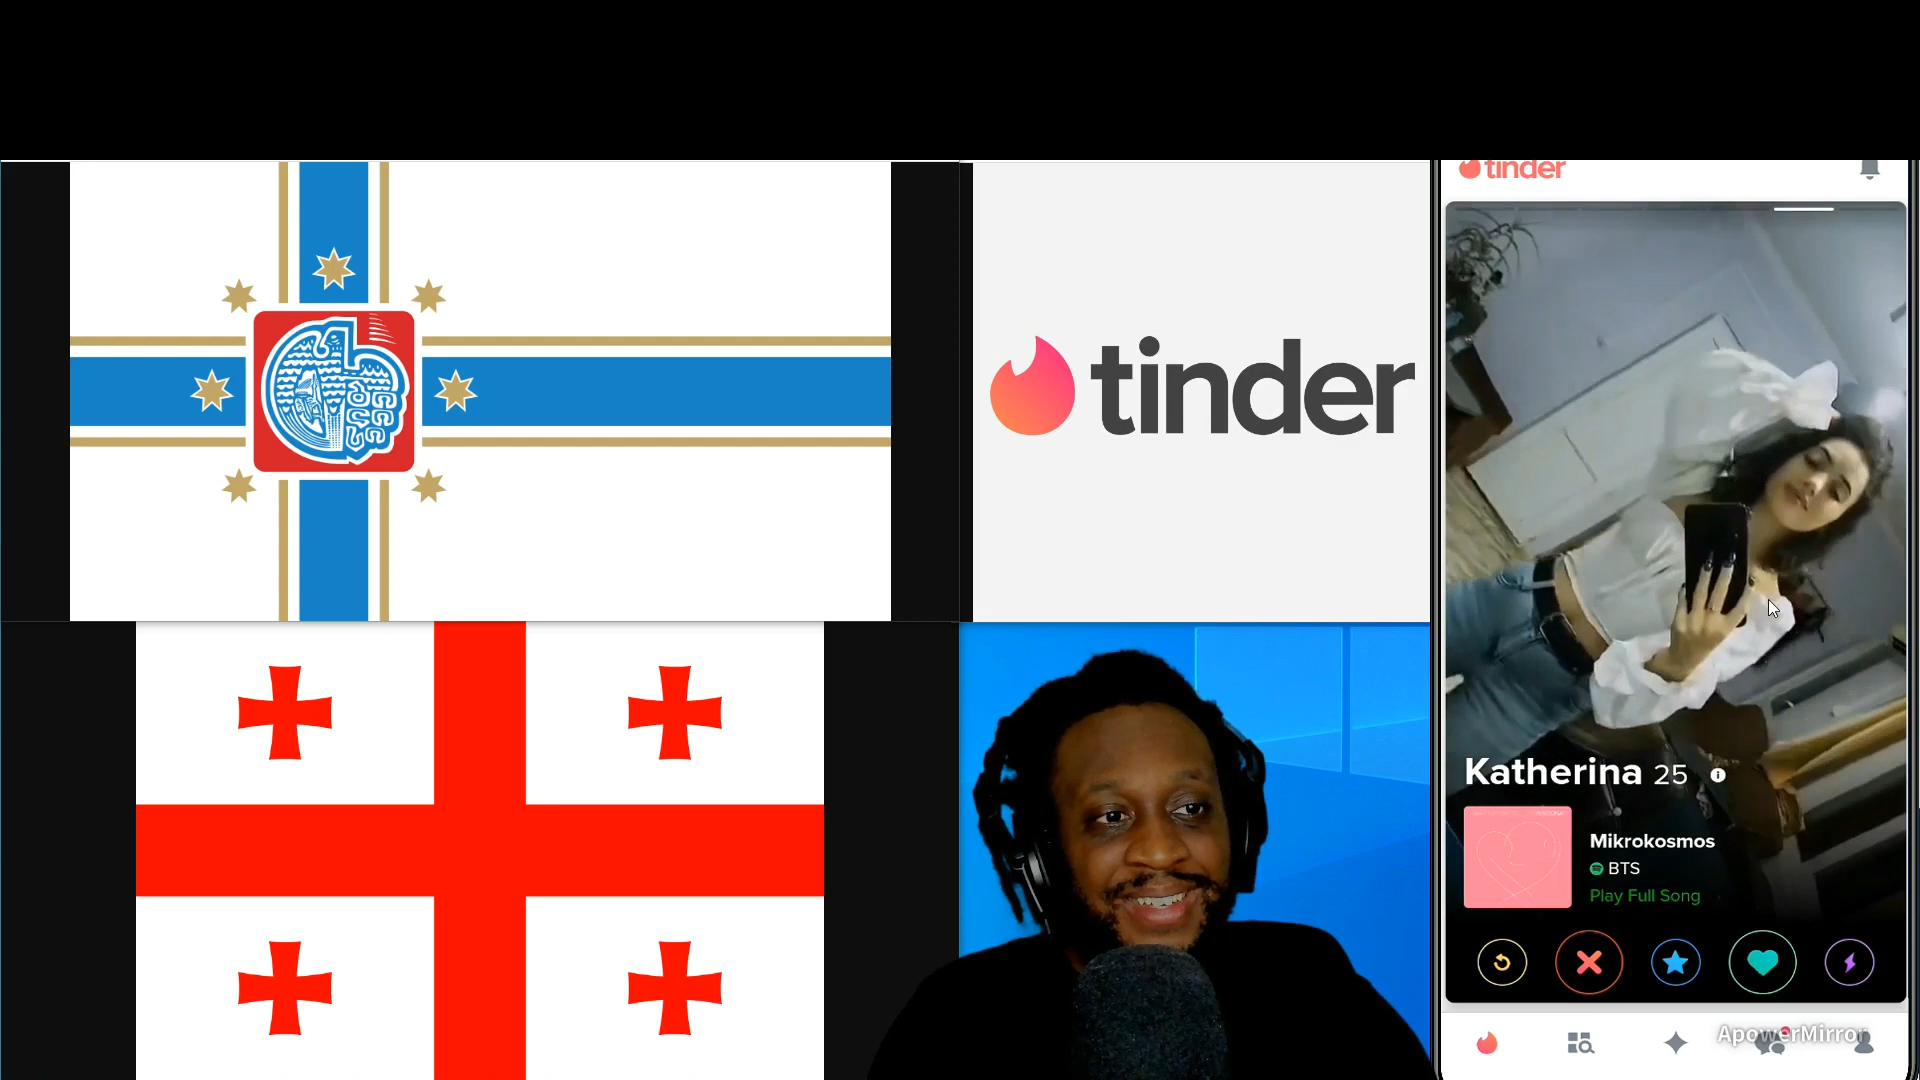 tinder
tinder
Katherina 25
Mikrokosmos
BTS
Play Full Song
ApowerMirror